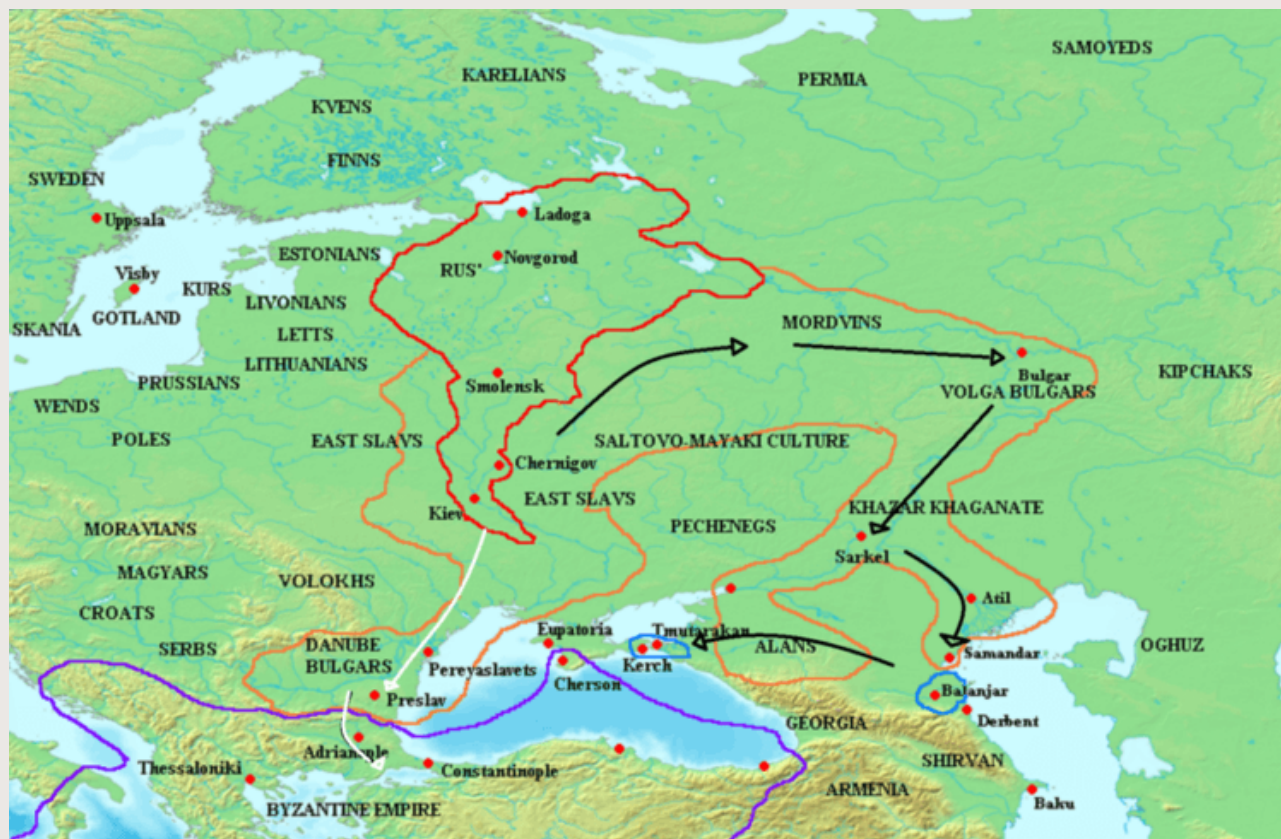 SAMOYEDS
KARELIANS
PERMIA
KVENS
FINNS
SWEDEN
Uppsala
Ladoga
ESTONIANS
Novgorod
RUS'
Visby
KURS
LIVONIANS
GOTLAND
SKANIA
LETTS
MORDVINS
LITHUANIANS
PRUSSIANS
Smolensk
Bulgar
KIPCHAKS
VOLGA BULGARS
WENDS
POLES
EAST SLAVS
SALTOVO-MAYAKI CULTURE
Chernigov
EAST SLAVS
Kiev
KHAZAR KHAGANATE
PECHENEGS
MORAVIANS
Sarkel
MAGYARS
VOLOKHS
CROATS
Atil
SERBS
DANUBE
BULGARS
Eupatoria
Tmutarakan
ALANS
OGHUZ
Pereyaslavets
Kerch
Samandar
Cherson
Preslav
Balanjar
Derbent
GEORGIA
Adrianople
Thessaloniki
Constantinople
SHIRVAN
ARMENIA
Baku
BYZANTINE EMPIRE